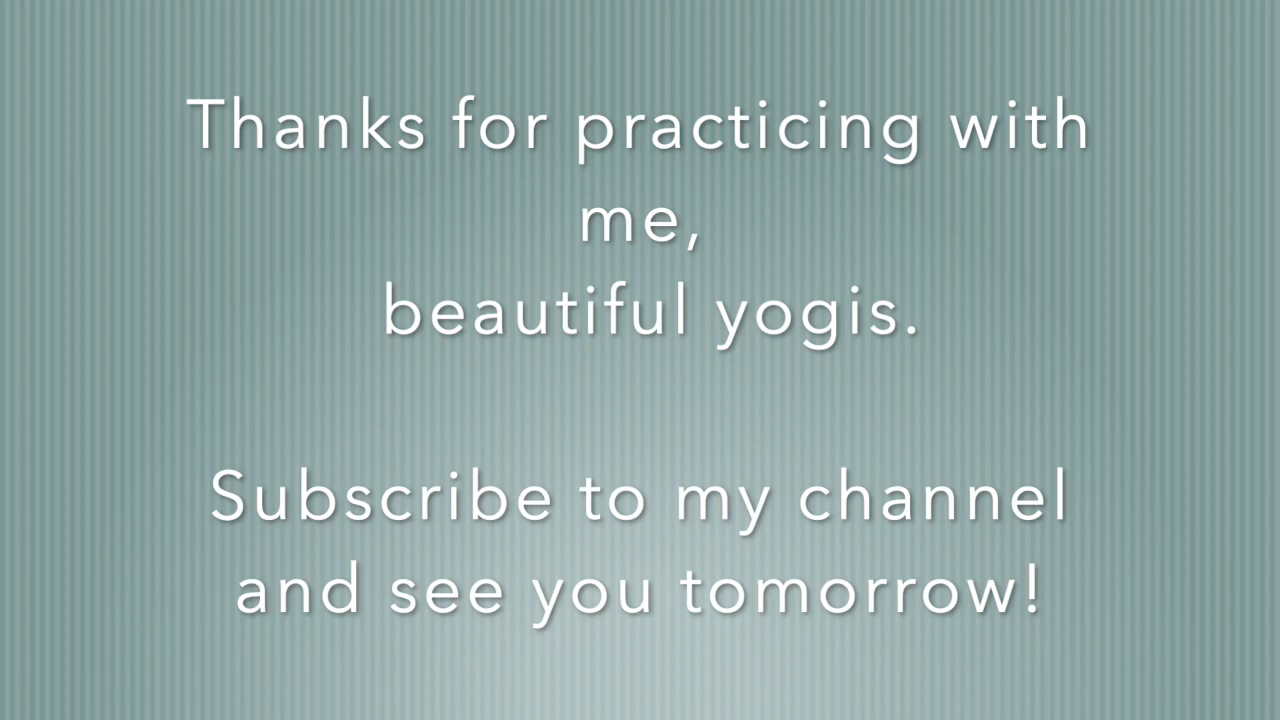 Thanks for practicing with
me,
beautiful yogis.
Subscribe to my channel
and see you tomorrow!